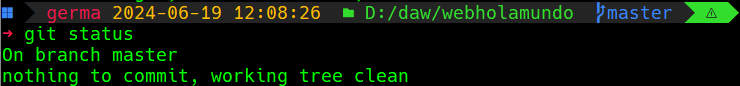 germa 2024-06-19 12:08:26 D:/daw/webholamundo master
➜ git status
On branch master
nothing to commit, working tree clean